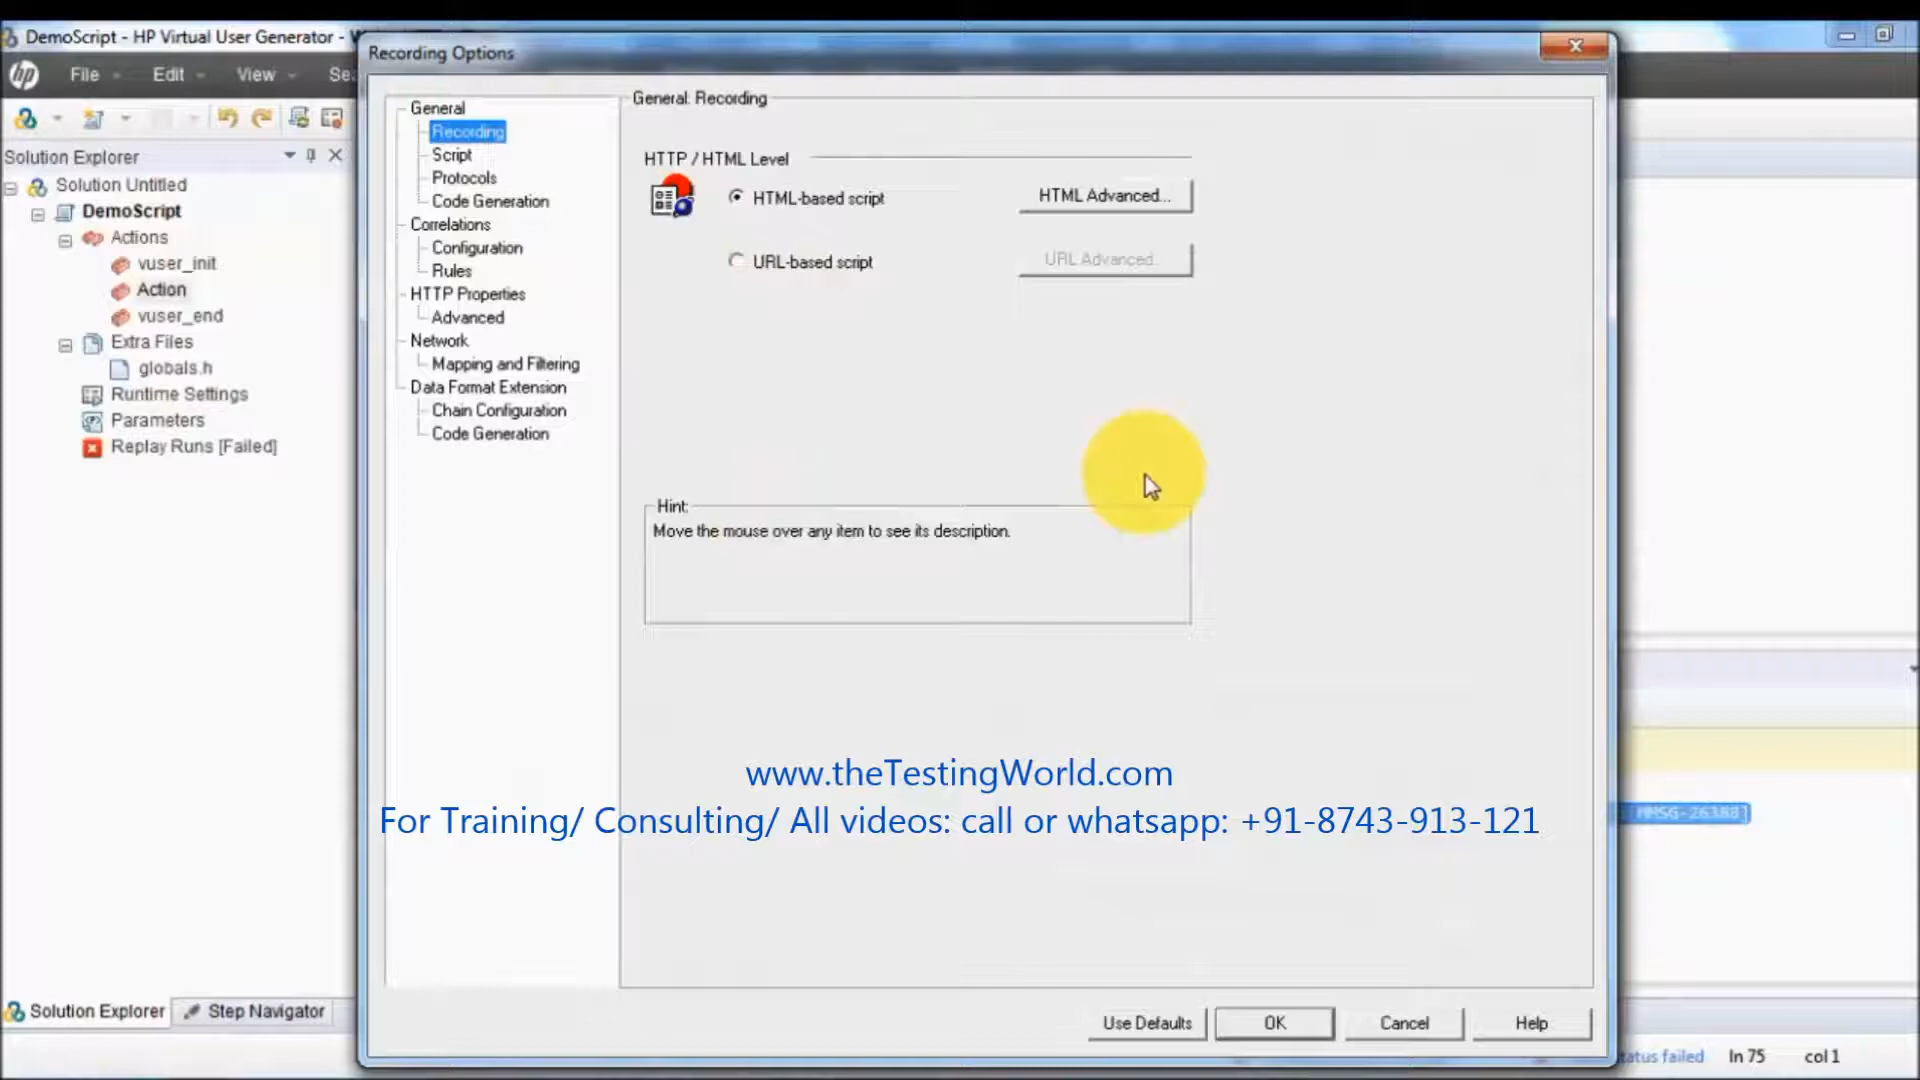 DemoScript - HP Virtual User Generator -
Recording Options
hp
File
Edit
View
Solution Explorer
Solution Untitled
DemoScript
Actions
vuser_init
Action
vuser_end
Extra Files
globals.h
Runtime Settings
Parameters
Replay Runs [Failed]
General
Recording
Script
Protocols
Code Generation
Correlations
Configuration
Rules
HTTP Properties
Advanced
Network
Mapping and Filtering
Data Format Extension
Chain Configuration
Code Generation
General: Recording
HTTP / HTML Level
HTML-based script
HTML Advanced...
URL-based script
URL Advanced...
Hint:
Move the mouse over any item to see its description.
www.theTestingWorld.com
For Training/ Consulting/ All videos: call or whatsapp: +91-8743-913-121
MMSG-26388]
Use Defaults
OK
Cancel
Help
Solution Explorer
Step Navigator
failed
ln 75
col 1